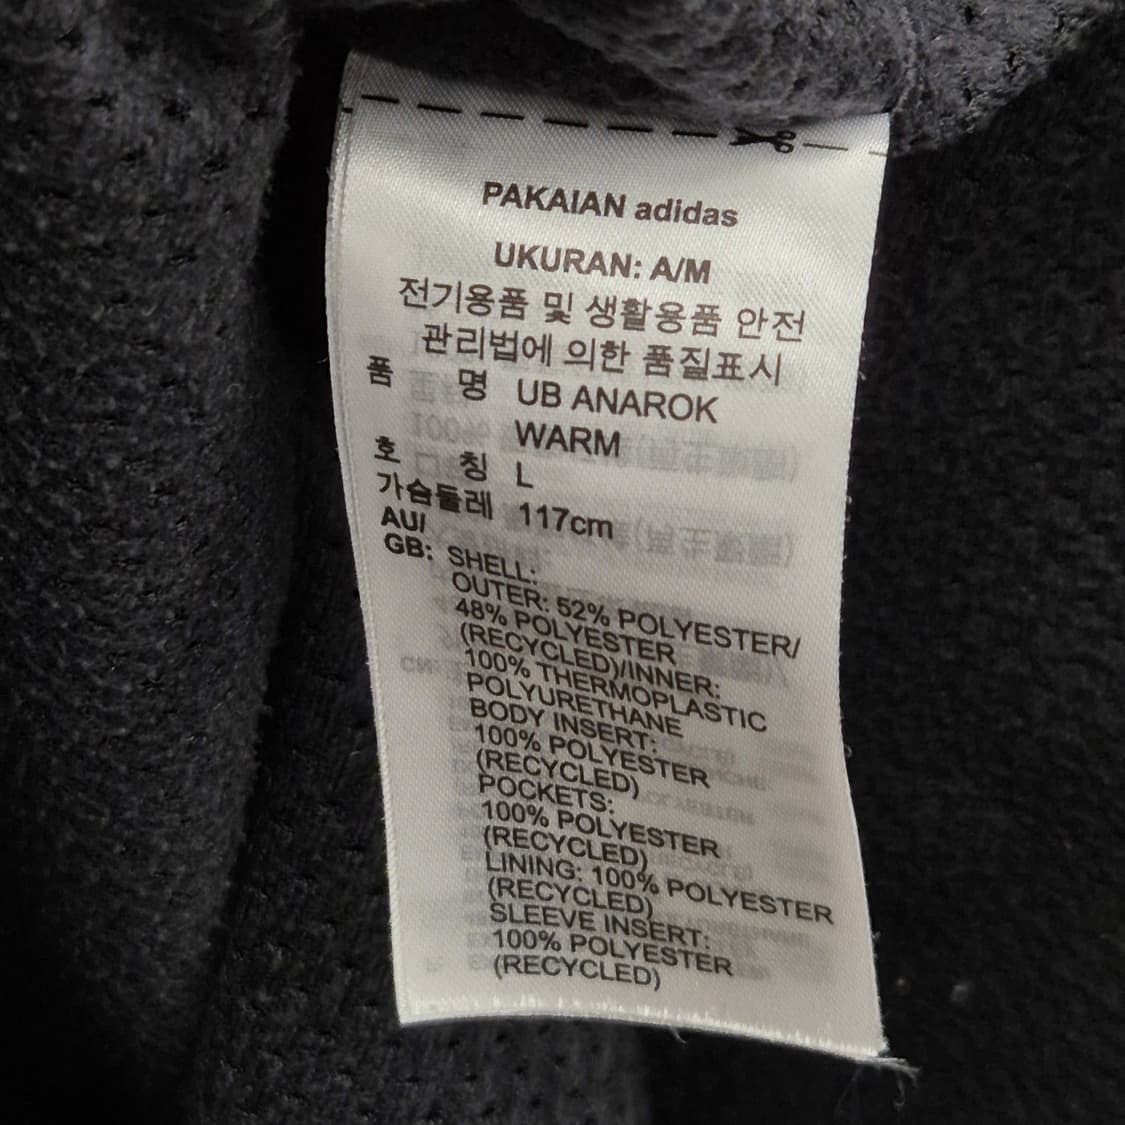 PAKAIAN adidas
UKURAN: A/M
전기용품 및 생활용품 안전
관리법에 의한 품질표시
품 명 UB ANAROK
WARM
호 칭 L
가슴둘레 117cm
AU/
GB: SHELL:
OUTER: 52% POLYESTER/
48% POLYESTER
(RECYCLED)/INNER:
100% THERMOPLASTIC
POLYURETHANE
BODY INSERT:
100% POLYESTER
(RECYCLED)
POCKETS:
100% POLYESTER
(RECYCLED)
LINING: 100% POLYESTER
(RECYCLED)
SLEEVE INSERT:
100% POLYESTER
(RECYCLED)